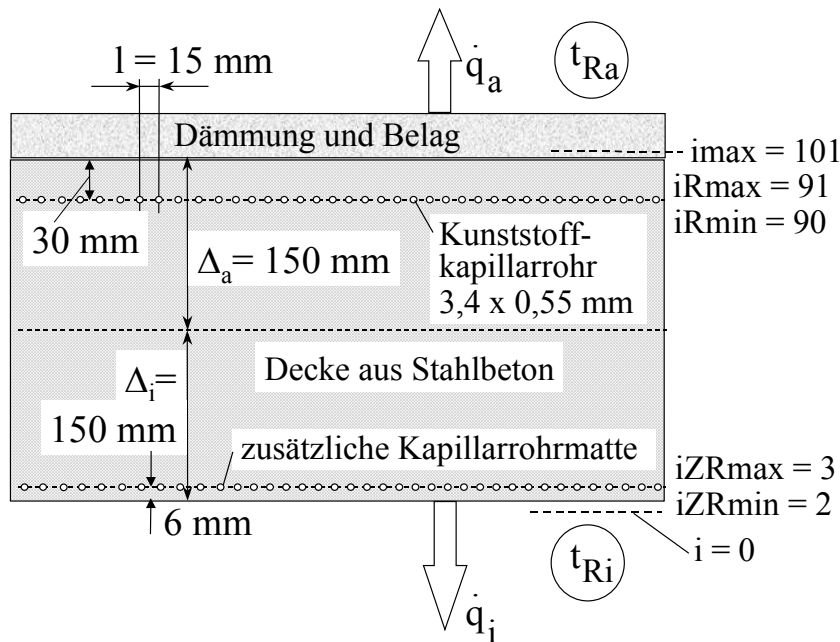 l = 15 mm
q̇a
tRa
Dämmung und Belag
imax = 101
iRmax = 91
iRmin = 90
30 mm
Δa= 150 mm
Kunststoff-
kapillarrohr
3,4 x 0,55 mm
Decke aus Stahlbeton
Δi=
150 mm
zusätzliche Kapillarrohrmatte
iZRmax = 3
iZRmin = 2
6 mm
i = 0
tRi
q̇i